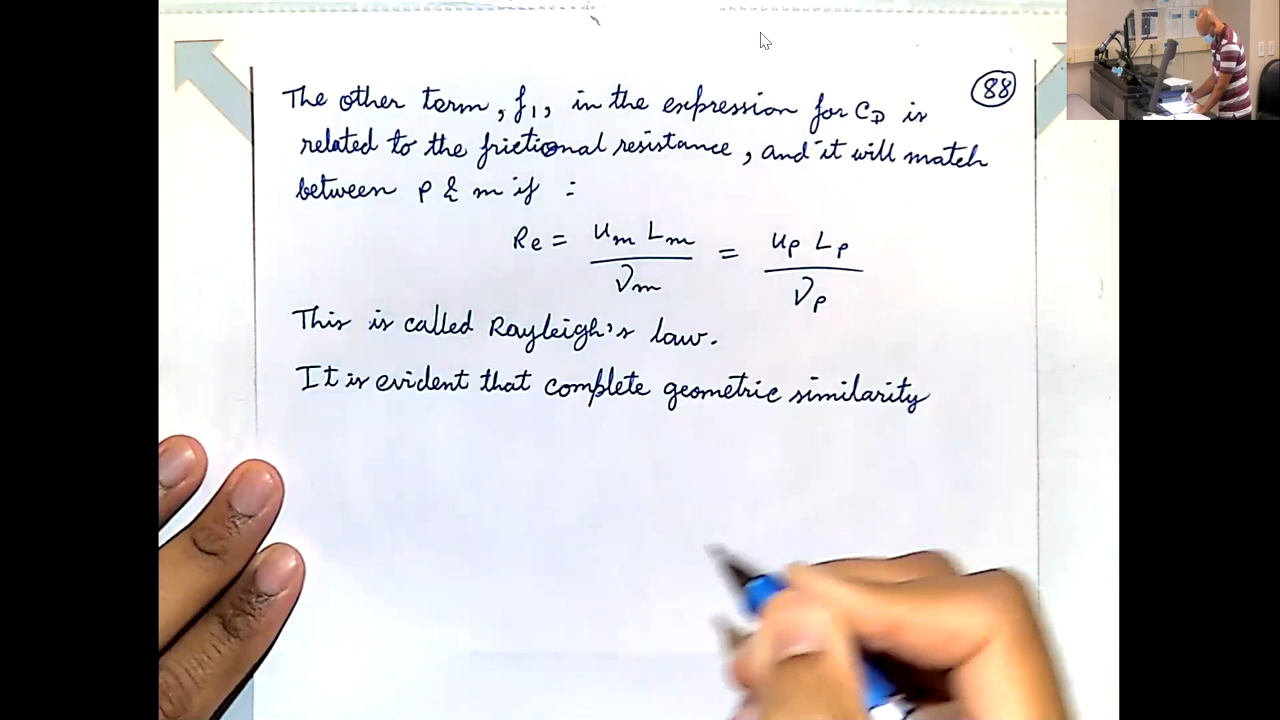 88
The other term, f₁, in the expression for C_D is
related to the frictional resistance, and it will match
between p & m if :
Re = u_m L_m / ν_m = u_p L_p / ν_p
This is called Rayleigh's law.
It is evident that complete geometric similarity